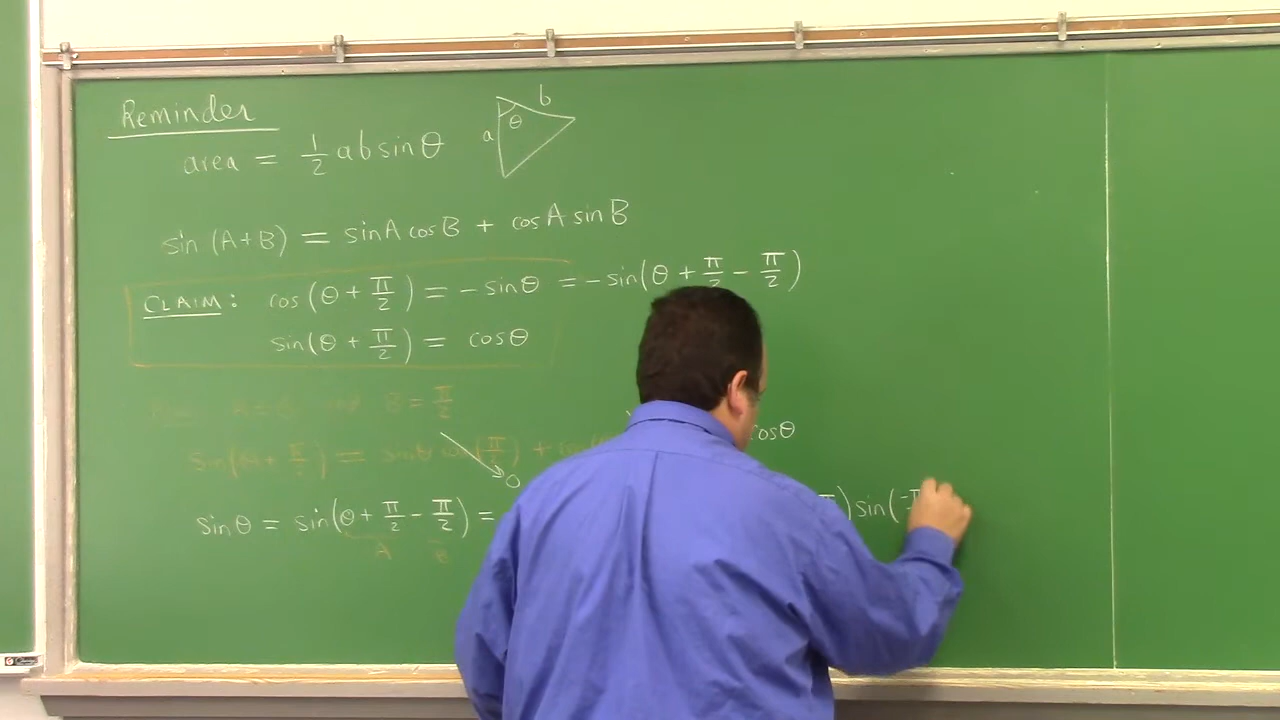 Reminder
area = 1/2 ab sinθ
a
θ
b
sin (A+B) = sinA cosB + cosA sinB
CLAIM: cos(θ + π/2) = -sinθ = -sin(θ + π/2 - π/2)
sin(θ + π/2) = cosθ
B = π/2
cosθ
sin(θ + π/2) = sinθ cos(π/2) +
0
sinθ = sin(θ + π/2 - π/2) = ) sin(-π
A B